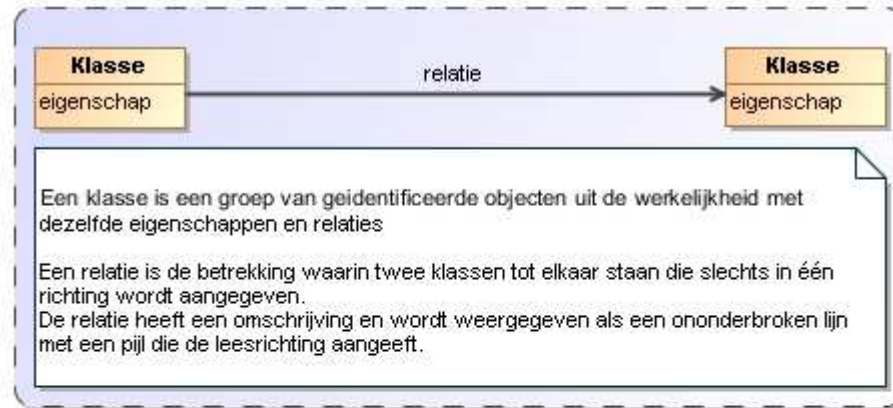 Klasse
eigenschap
relatie
Klasse
eigenschap
Een klasse is een groep van geidentificeerde objecten uit de werkelijkheid met
dezelfde eigenschappen en relaties
Een relatie is de betrekking waarin twee klassen tot elkaar staan die slechts in één
richting wordt aangegeven.
De relatie heeft een omschrijving en wordt weergegeven als een ononderbroken lijn
met een pijl die de leesrichting aangeeft.